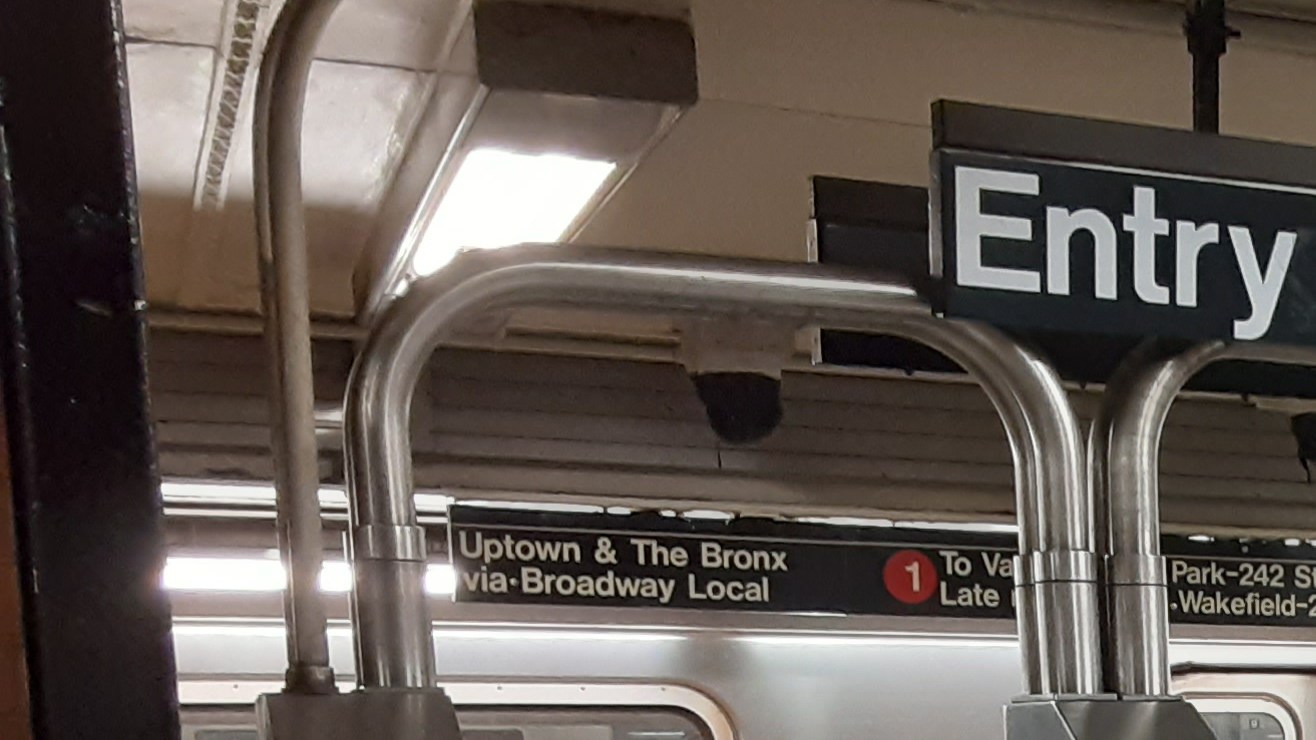 Entry
Uptown & The Bronx
via Broadway Local
1
To Va
Late
Park-242 St
Wakefield-2